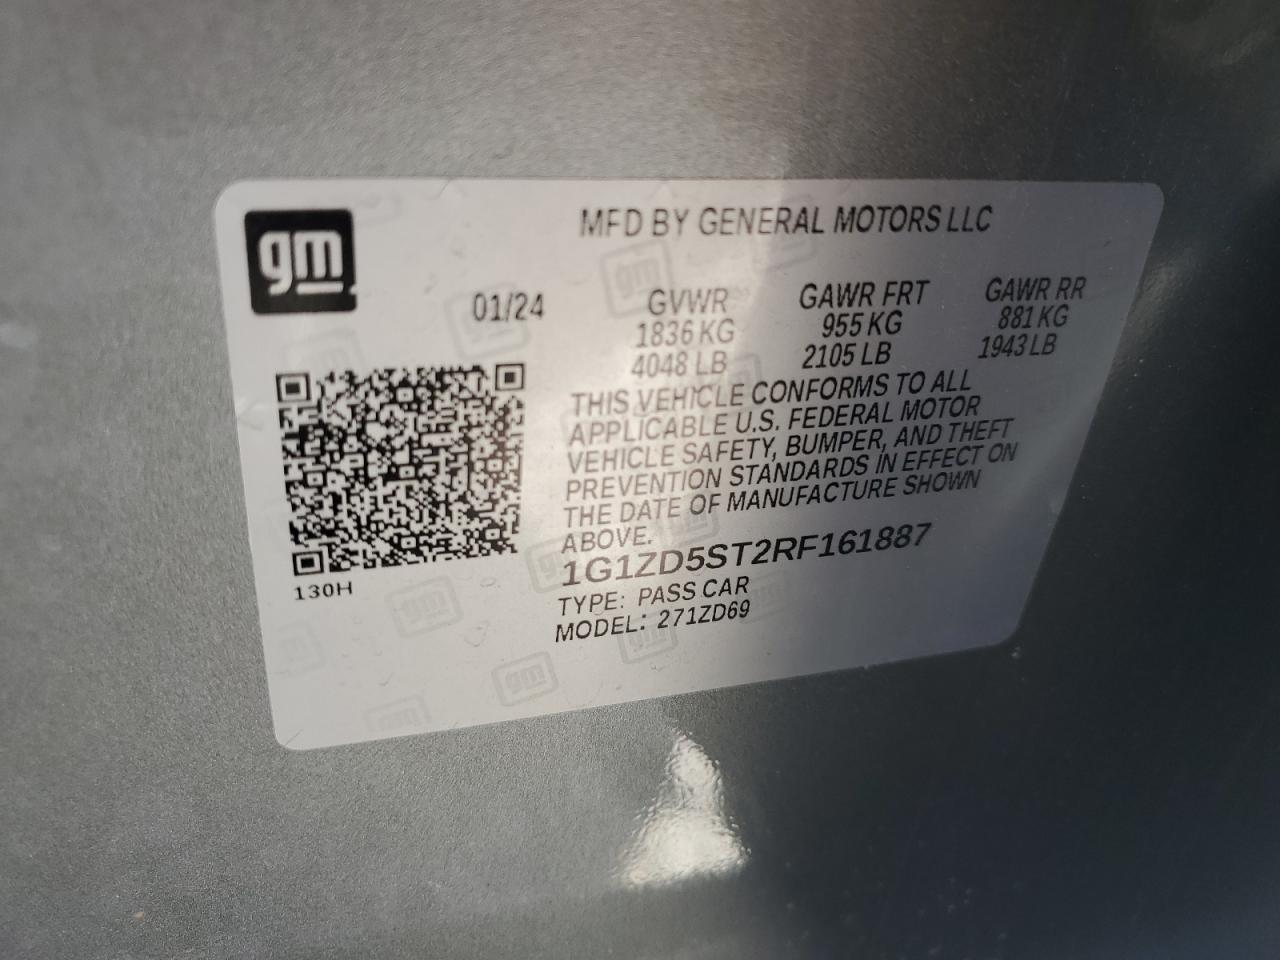 gm
MFD BY GENERAL MOTORS LLC
01/24 GVWR GAWR FRT GAWR RR
1836 KG 955 KG 881 KG
4048 LB 2105 LB 1943 LB
THIS VEHICLE CONFORMS TO ALL
APPLICABLE U.S. FEDERAL MOTOR
VEHICLE SAFETY, BUMPER, AND THEFT
PREVENTION STANDARDS IN EFFECT ON
THE DATE OF MANUFACTURE SHOWN
ABOVE.
1G1ZD5ST2RF161887
130H
TYPE: PASS CAR
MODEL: 271ZD69